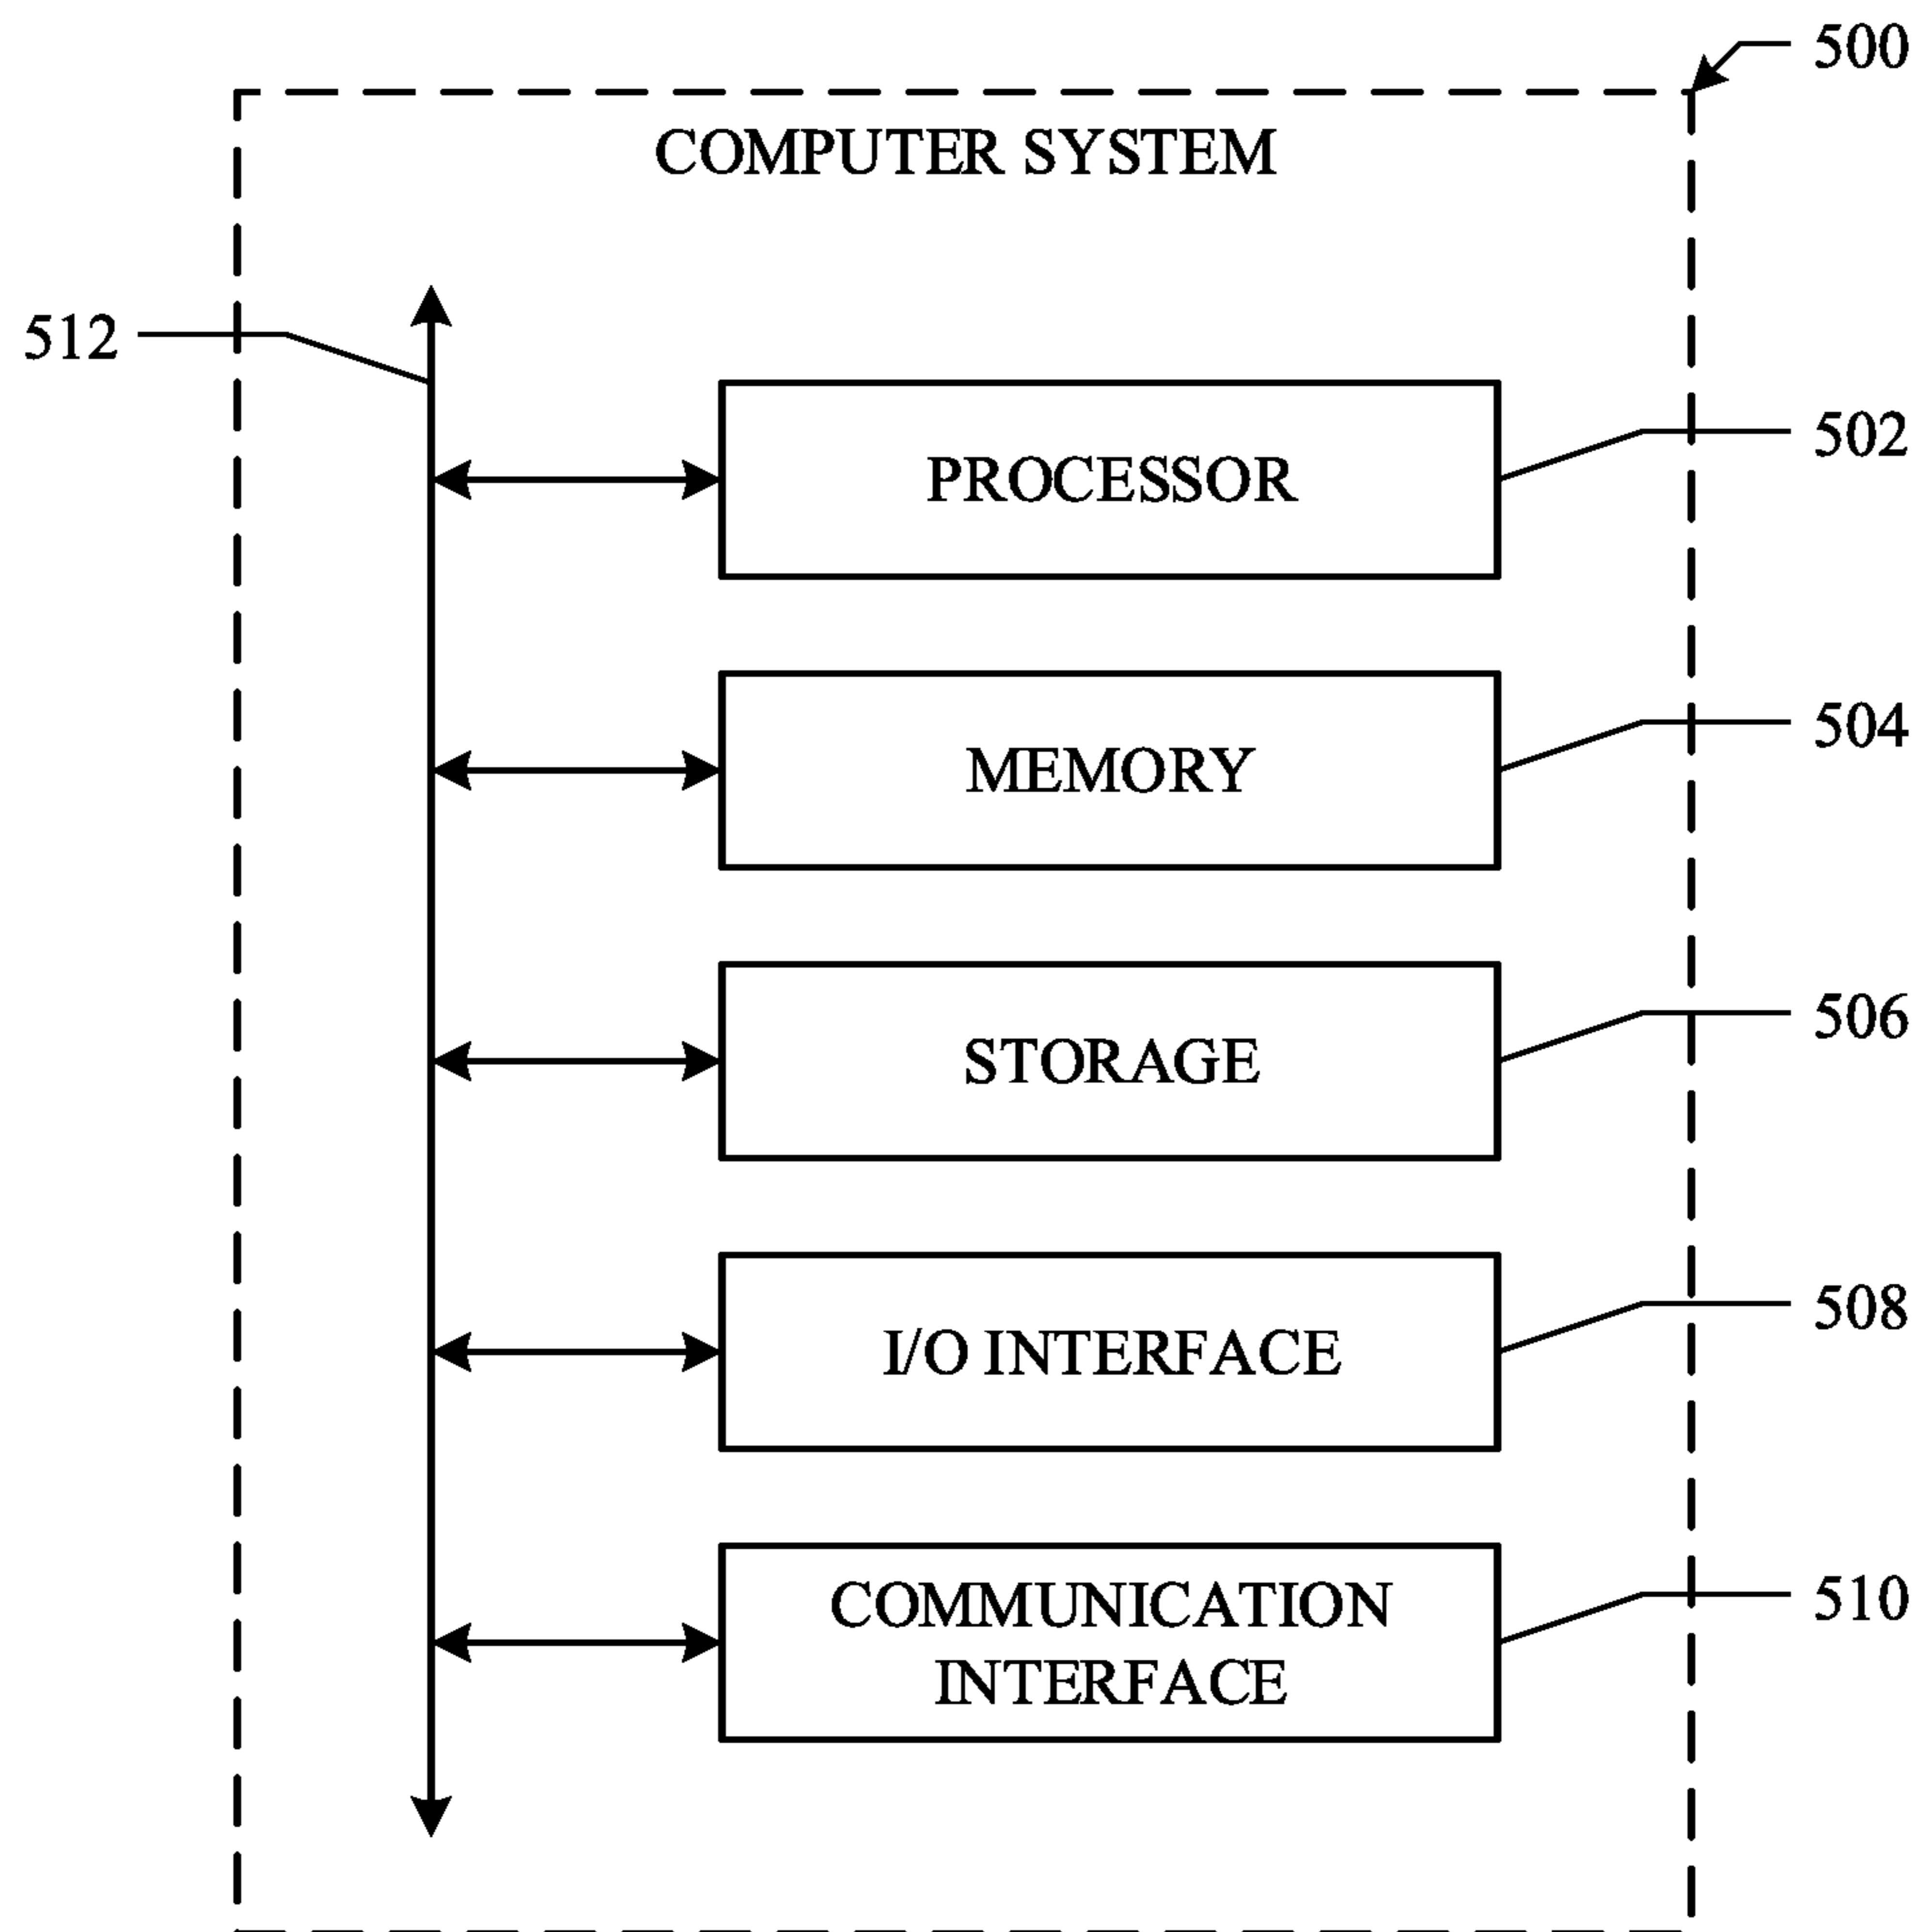 500
COMPUTER SYSTEM
512
502
PROCESSOR
504
MEMORY
506
STORAGE
508
I/O INTERFACE
510
COMMUNICATION
INTERFACE